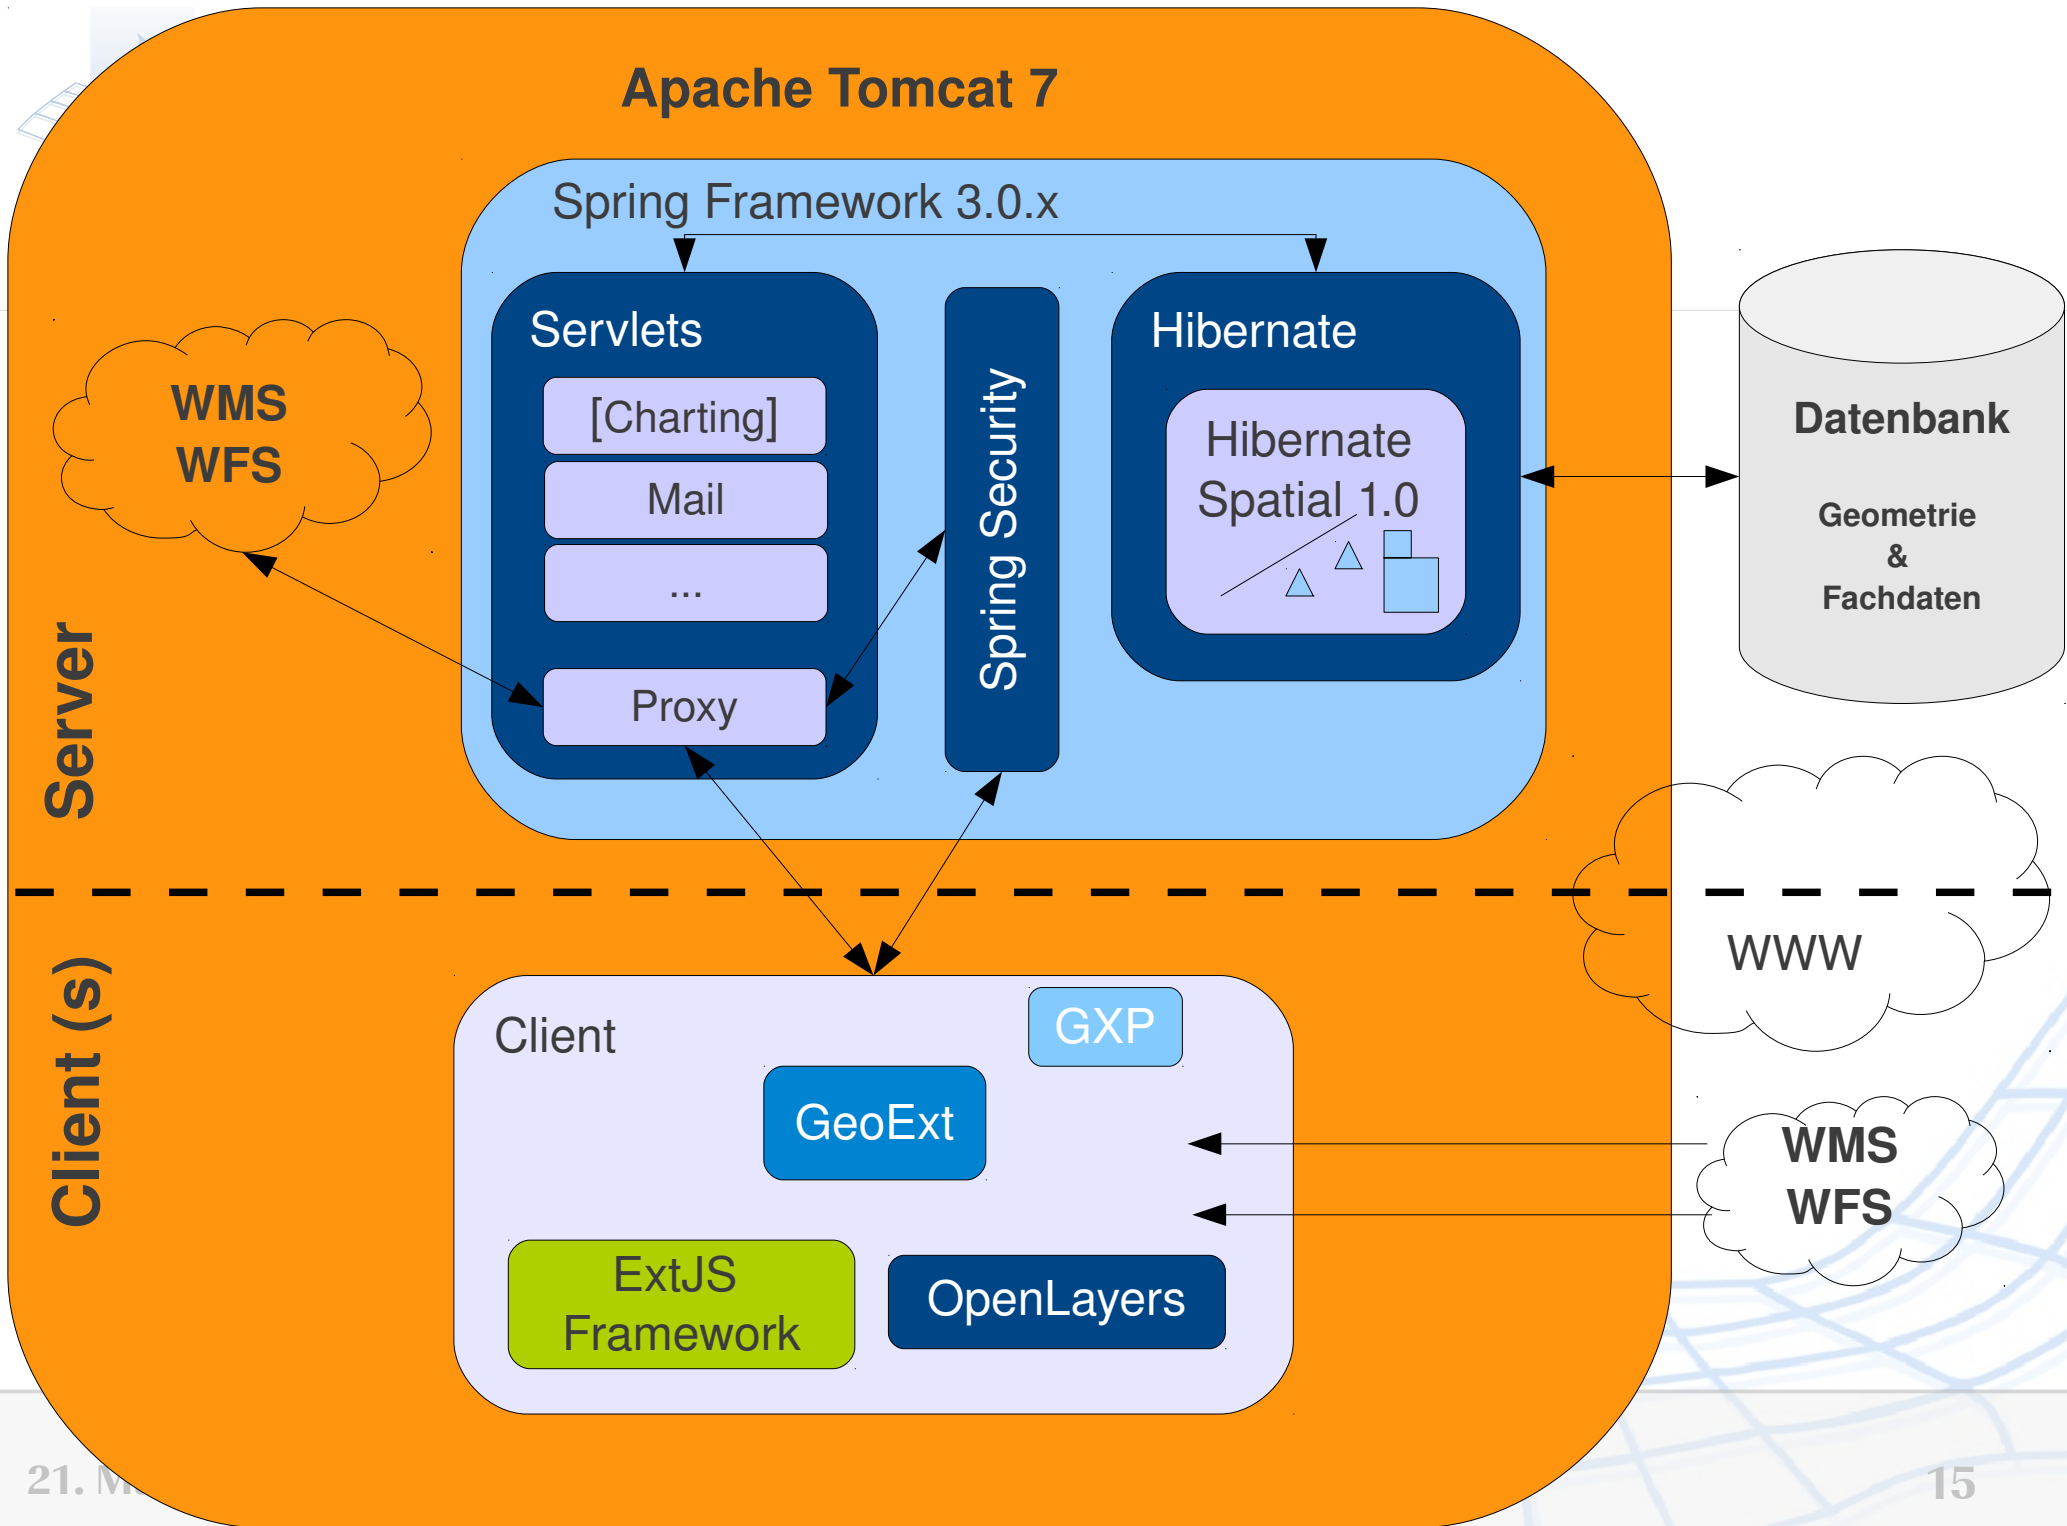 Apache Tomcat 7
Spring Framework 3.0.x
Servlets
[Charting]
Mail
...
Proxy
Spring Security
Hibernate
Hibernate
Spatial 1.0
WMS
WFS
Datenbank
Geometrie
&
Fachdaten
Server
WWW
Client (s)
Client
GXP
GeoExt
ExtJS
Framework
OpenLayers
WMS
WFS
21.
15